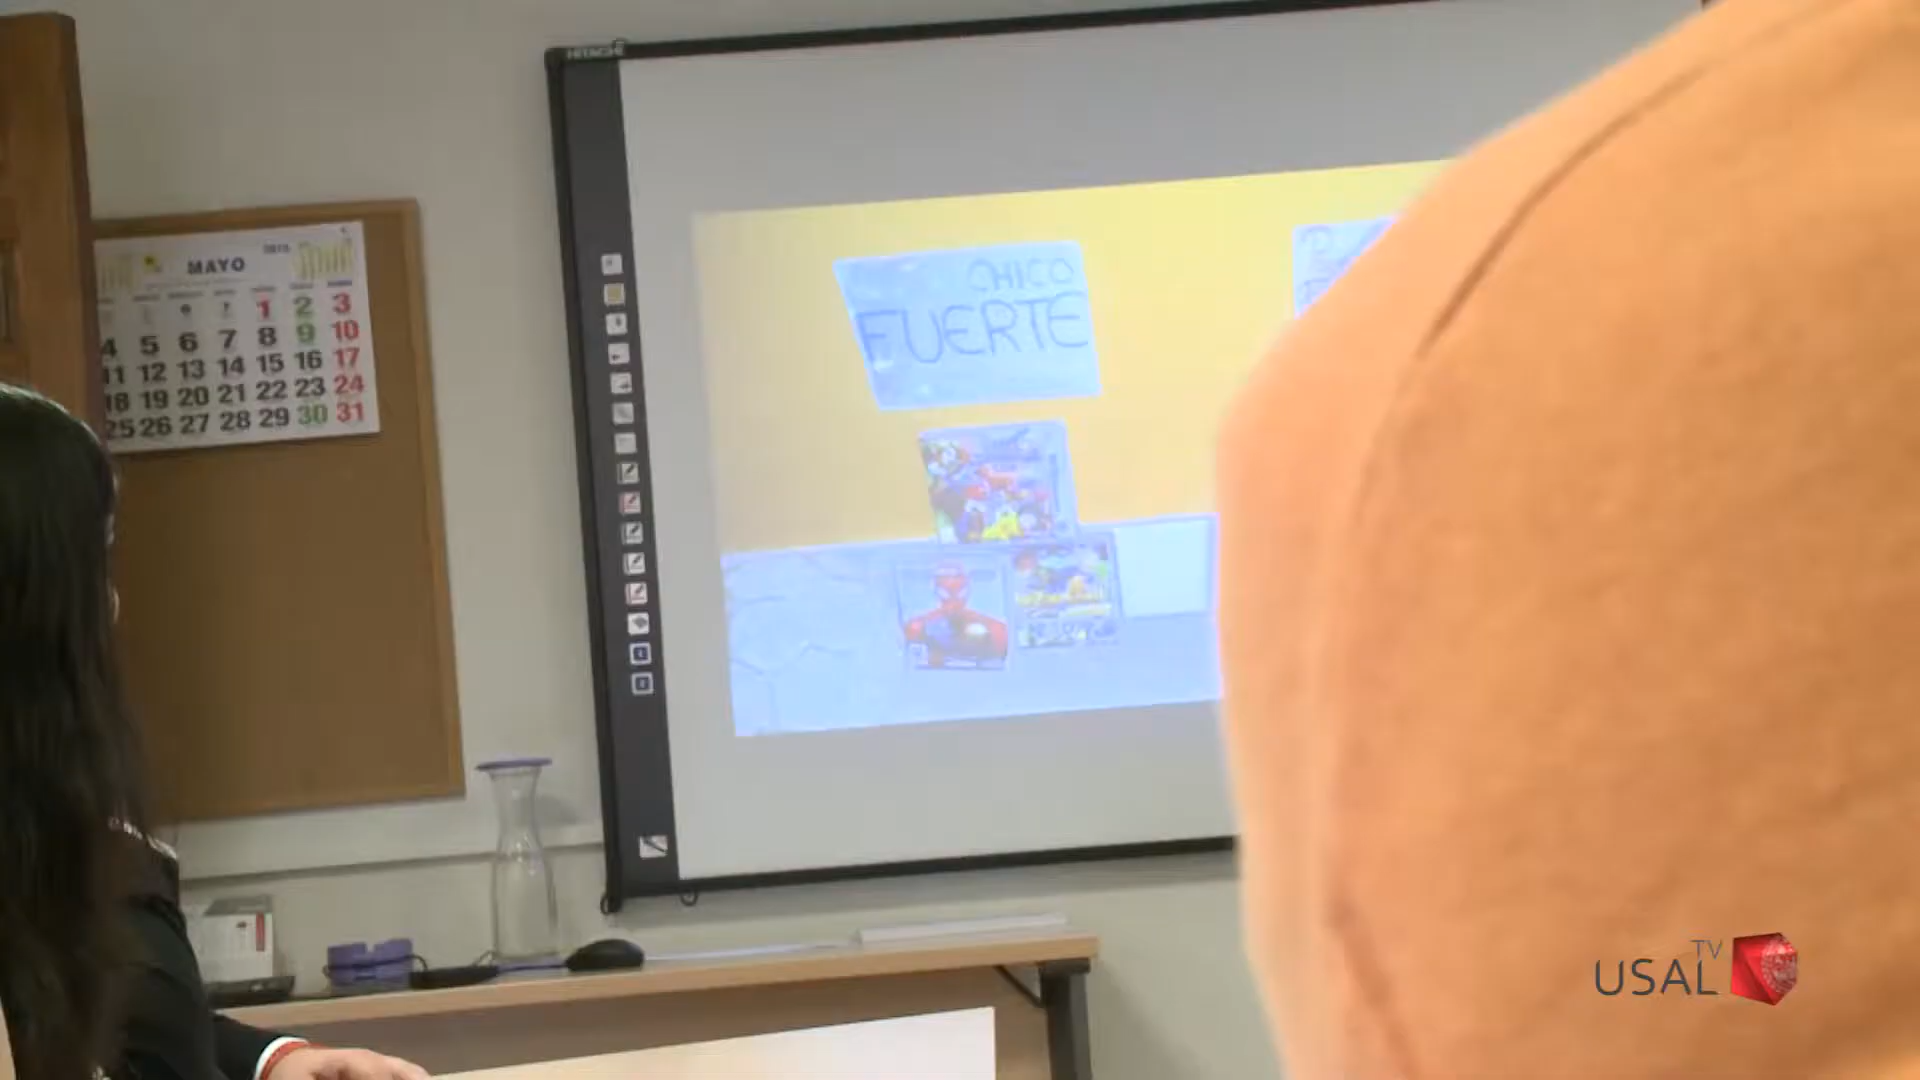 HITACHI
2015
MAYO
1 2 3
4 5 6 7 8 9 10
11 12 13 14 15 16 17
18 19 20 21 22 23 24
25 26 27 28 29 30 31
CHICO
FUERTE
TV
USAL